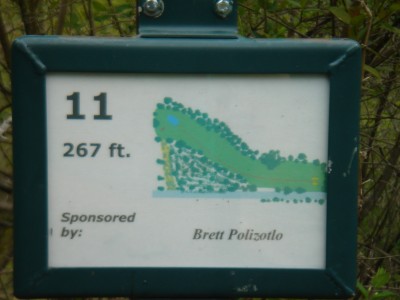 11
267 ft.
Sponsored
by:
Brett Polizotlo